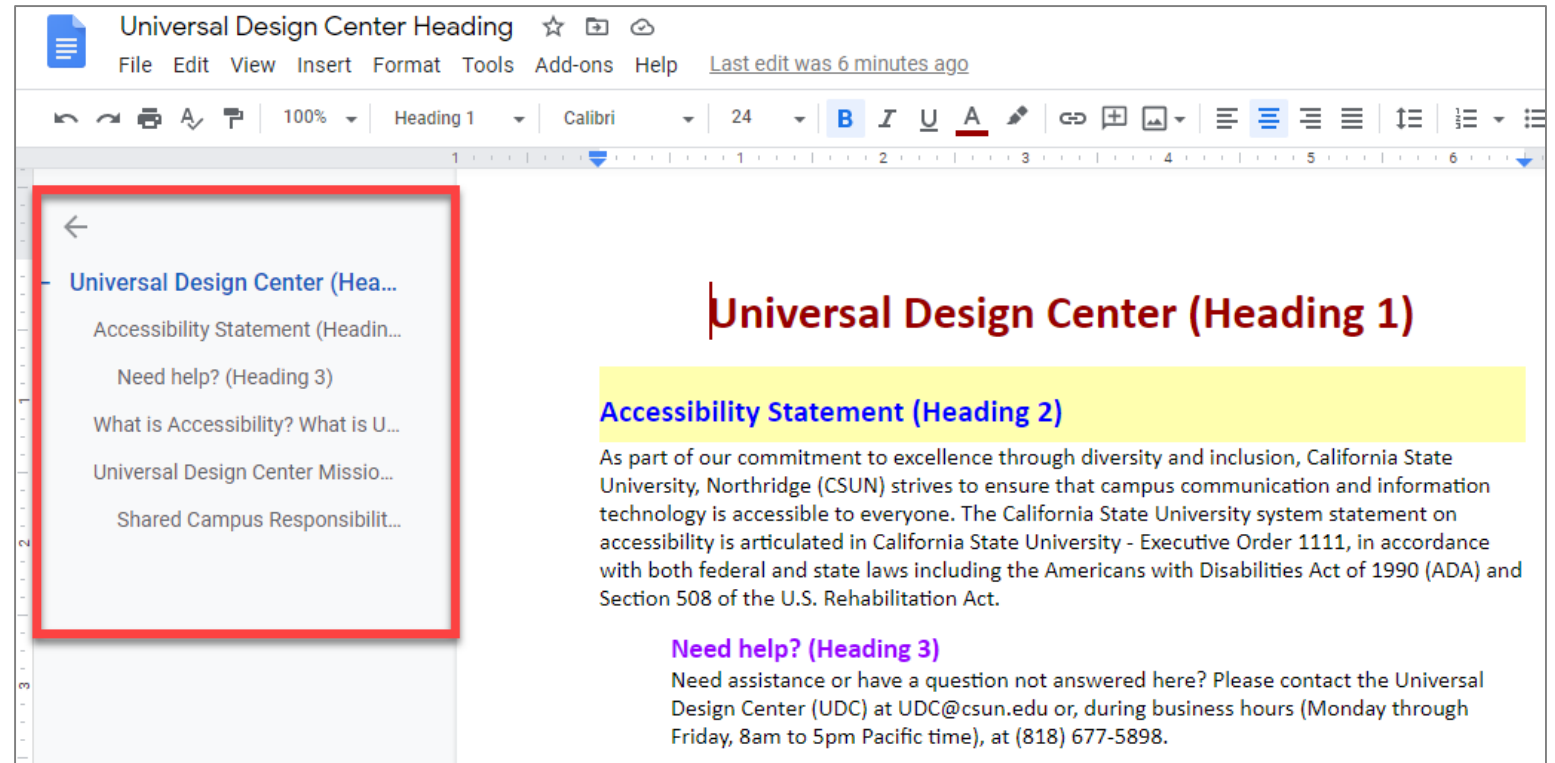 Universal Design Center Heading
File Edit View Insert Format Tools Add-ons Help Last edit was 6 minutes ago
100% Heading 1 Calibri 24 B I U A
1 1 2 3 4 5 6
Universal Design Center (Hea...
Accessibility Statement (Headin...
Need help? (Heading 3)
What is Accessibility? What is U...
Universal Design Center Missio...
Shared Campus Responsibilit...
1
2
3
Universal Design Center (Heading 1)
Accessibility Statement (Heading 2)
As part of our commitment to excellence through diversity and inclusion, California State
University, Northridge (CSUN) strives to ensure that campus communication and information
technology is accessible to everyone. The California State University system statement on
accessibility is articulated in California State University - Executive Order 1111, in accordance
with both federal and state laws including the Americans with Disabilities Act of 1990 (ADA) and
Section 508 of the U.S. Rehabilitation Act.
Need help? (Heading 3)
Need assistance or have a question not answered here? Please contact the Universal
Design Center (UDC) at UDC@csun.edu or, during business hours (Monday through
Friday, 8am to 5pm Pacific time), at (818) 677-5898.